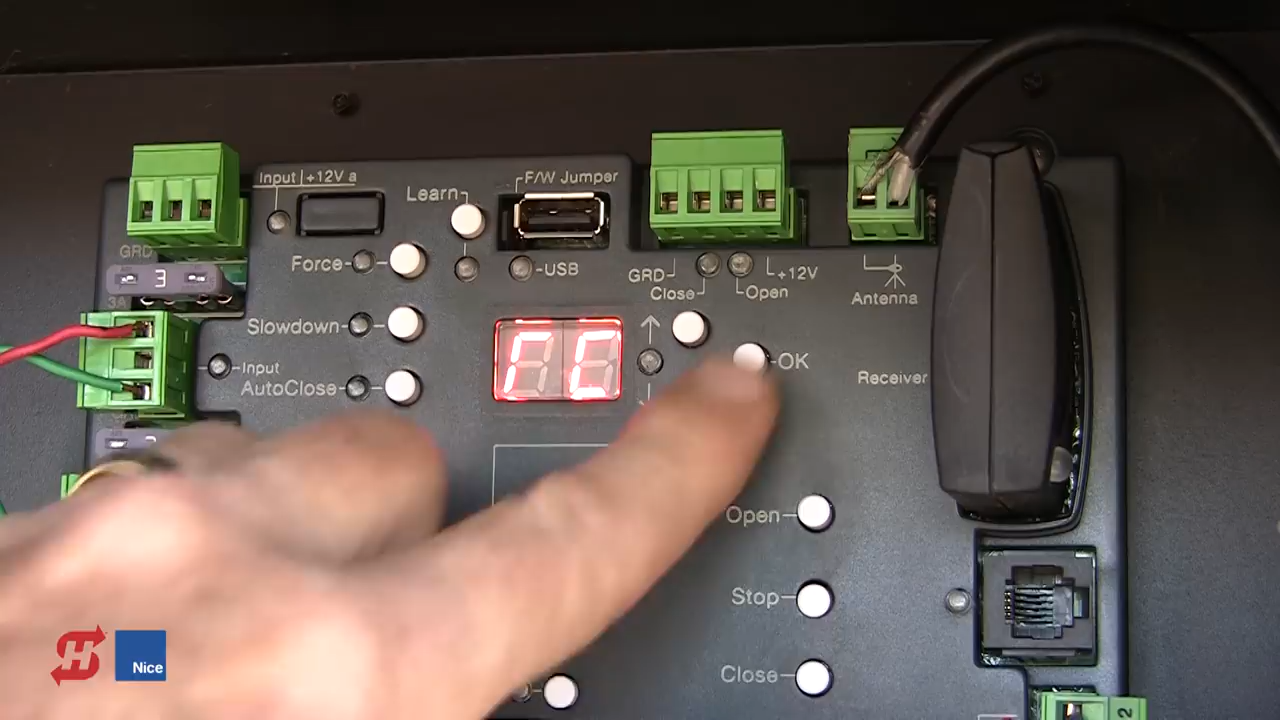 Input +12V a
F/W Jumper
Learn
GRD
Force
USB
GRD
+12V
3
Close
Open
3A
Antenna
Slowdown
Input
OK
AutoClose
Receiver
Open
Stop
Close
H
Nice
2